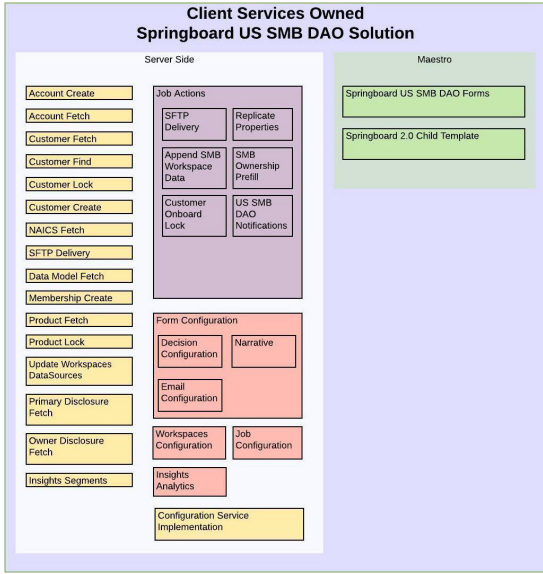 Client Services Owned
Springboard US SMB DAO Solution
Server Side
Account Create
Account Fetch
Customer Fetch
Customer Find
Customer Lock
Customer Create
NAICS Fetch
SFTP Delivery
Data Model Fetch
Membership Create
Product Fetch
Product Lock
Update Workspaces
DataSources
Primary Disclosure
Fetch
Owner Disclosure
Fetch
Insights Segments
Job Actions
SFTP
Delivery
Replicate
Properties
Append SMB
Workspace
Data
SMB
Ownership
Prefill
Customer
Onboard
Lock
US SMB
DAO
Notifications
Form Configuration
Decision
Configuration
Narrative
Email
Configuration
Workspaces
Configuration
Job
Configuration
Insights
Analytics
Configuration Service
Implementation
Maestro
Springboard US SMB DAO Forms
Springboard 2.0 Child Template